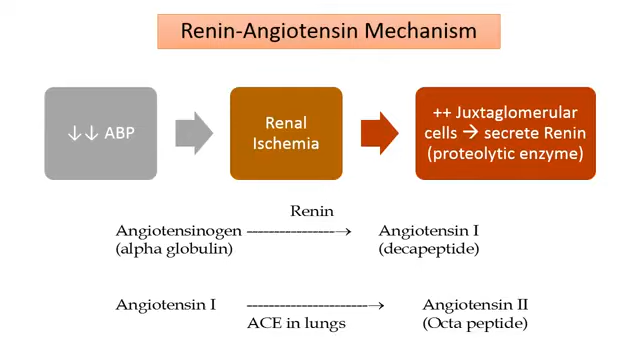 Renin-Angiotensin Mechanism
↓↓ ABP
Renal
Ischemia
++ Juxtaglomerular
cells → secrete Renin
(proteolytic enzyme)
Renin
Angiotensinogen ----------------→ Angiotensin I
(alpha globulin) (decapeptide)
Angiotensin I ----------------------→ Angiotensin II
ACE in lungs (Octa peptide)